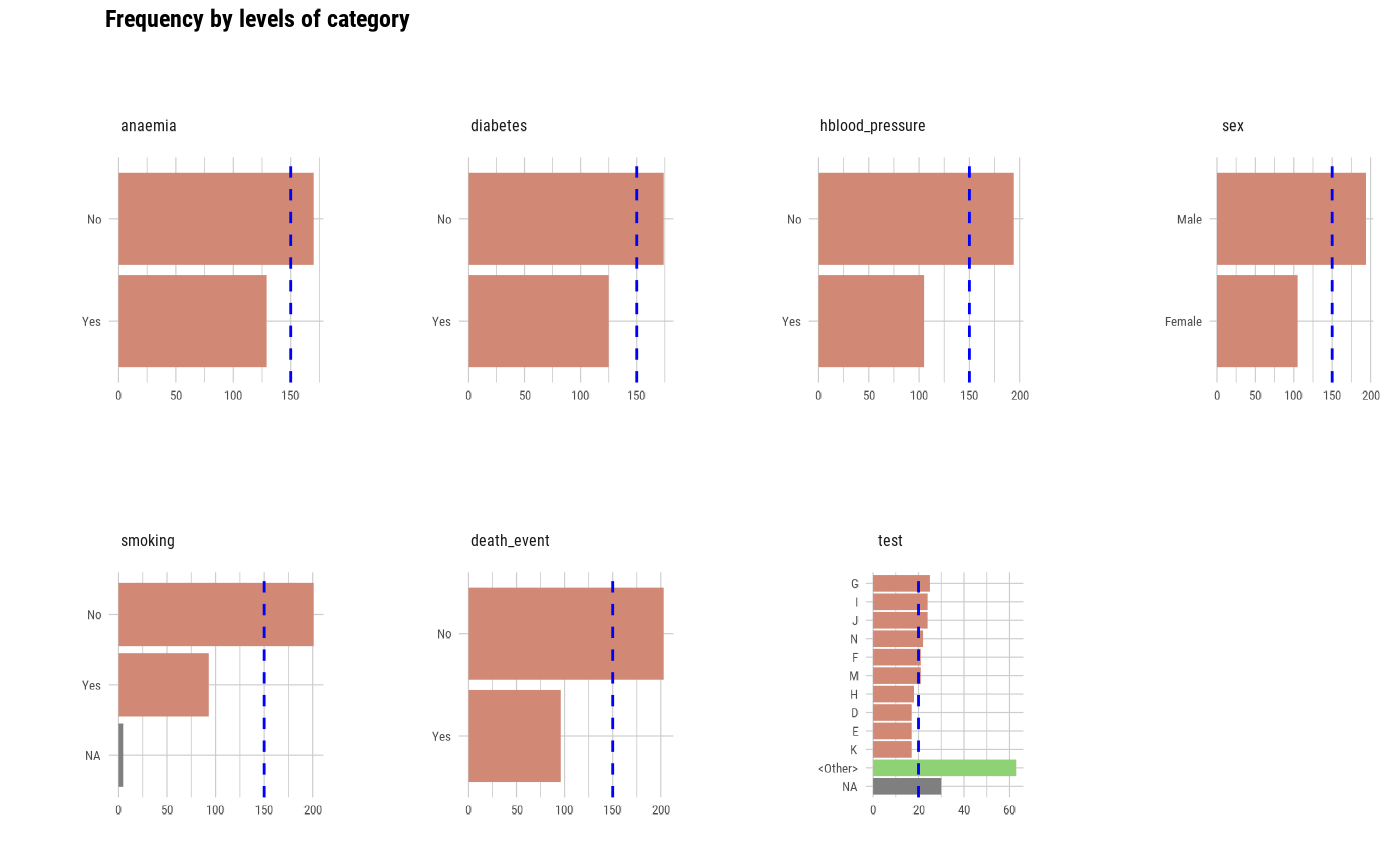 Frequency by levels of category
anaemia diabetes hblood_pressure sex
No No No Male
Yes Yes Yes Female
0 50 100 150 0 50 100 150 0 50 100 150 200 0 50 100 150 200
smoking death_event test
G
I
No J
No N
F
Yes M
H
D
Yes E
NA K
<Other>
NA
0 50 100 150 200 0 50 100 150 200 0 20 40 60